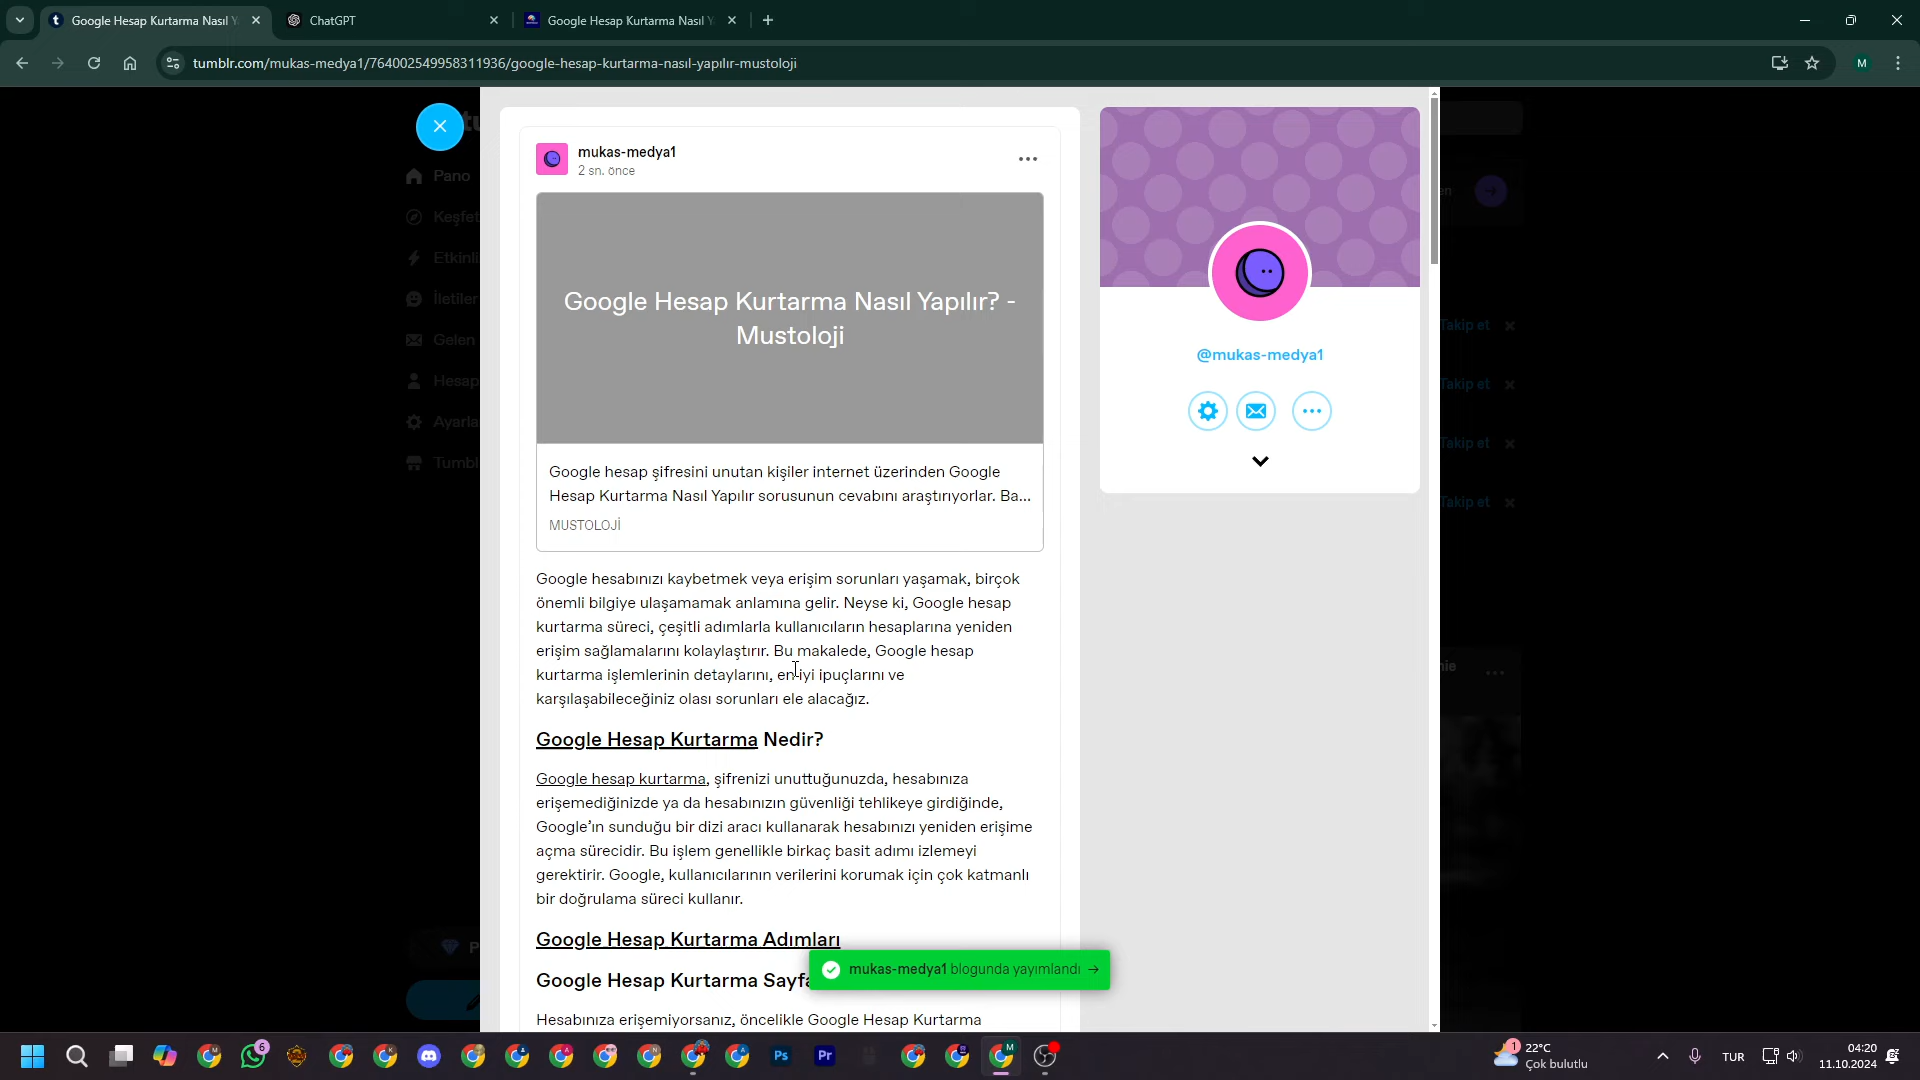 Google Hesap Kurtarma Nasıl Y
ChatGPT
Google Hesap Kurtarma Nasıl Y
tumblr.com/mukas-medya1/764002549958311936/google-hesap-kurtarma-nasıl-yapılır-mustoloji
M
mukas-medya1
2 sn. önce
Google Hesap Kurtarma Nasıl Yapılır? -
Mustoloji
Google hesap şifresini unutan kişiler internet üzerinden Google
Hesap Kurtarma Nasıl Yapılır sorusunun cevabını araştırıyorlar. Ba...
MUSTOLOJİ
Google hesabınızı kaybetmek veya erişim sorunları yaşamak, birçok
önemli bilgiye ulaşamamak anlamına gelir. Neyse ki, Google hesap
kurtarma süreci, çeşitli adımlarla kullanıcıların hesaplarına yeniden
erişim sağlamalarını kolaylaştırır. Bu makalede, Google hesap
kurtarma işlemlerinin detaylarını, en iyi ipuçlarını ve
karşılaşabileceğiniz olası sorunları ele alacağız.
Google Hesap Kurtarma Nedir?
Google hesap kurtarma, şifrenizi unuttuğunuzda, hesabınıza
erişemediğinizde ya da hesabınızın güvenliği tehlikeye girdiğinde,
Google'ın sunduğu bir dizi aracı kullanarak hesabınızı yeniden erişime
açma sürecidir. Bu işlem genellikle birkaç basit adımı izlemeyi
gerektirir. Google, kullanıcılarının verilerini korumak için çok katmanlı
bir doğrulama süreci kullanır.
Google Hesap Kurtarma Adımları
Google Hesap Kurtarma Sayfa
Hesabınıza erişemiyorsanız, öncelikle Google Hesap Kurtarma
mukas-medya1 blogunda yayımlandı →
@mukas-medya1
Pano
Keşfet
Etkinli
İletiler
Gelen
Hesap
Ayarla
Tumbl
Takip et
Takip et
Takip et
Takip et
6
Ps
Pr
1
22°C
Çok bulutlu
TUR
04:20
11.10.2024